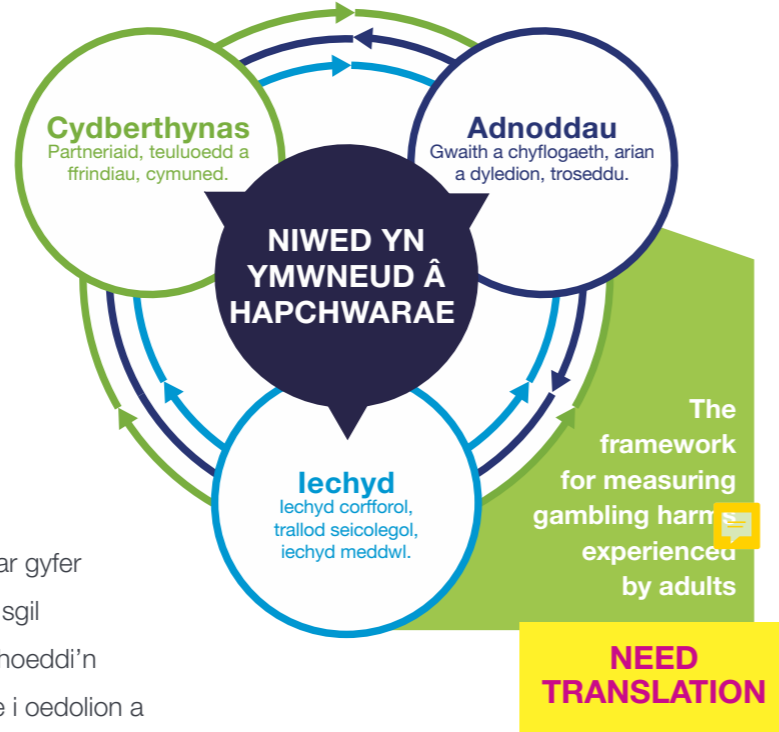 Cydberthynas
Partneriaid, teuluoedd a
ffrindiau, cymuned.
Adnoddau
Gwaith a chyflogaeth, arian
a dyledion, troseddu.
NIWED YN
YMWNEUD Â
HAPCHWARAE
Iechyd
Iechyd corfforol,
trallod seicolegol,
iechyd meddwl.
The
framework
for measuring
gambling harms
experienced
by adults
NEED
TRANSLATION
ar gyfer
sgil
hoeddi’n
i oedolion a